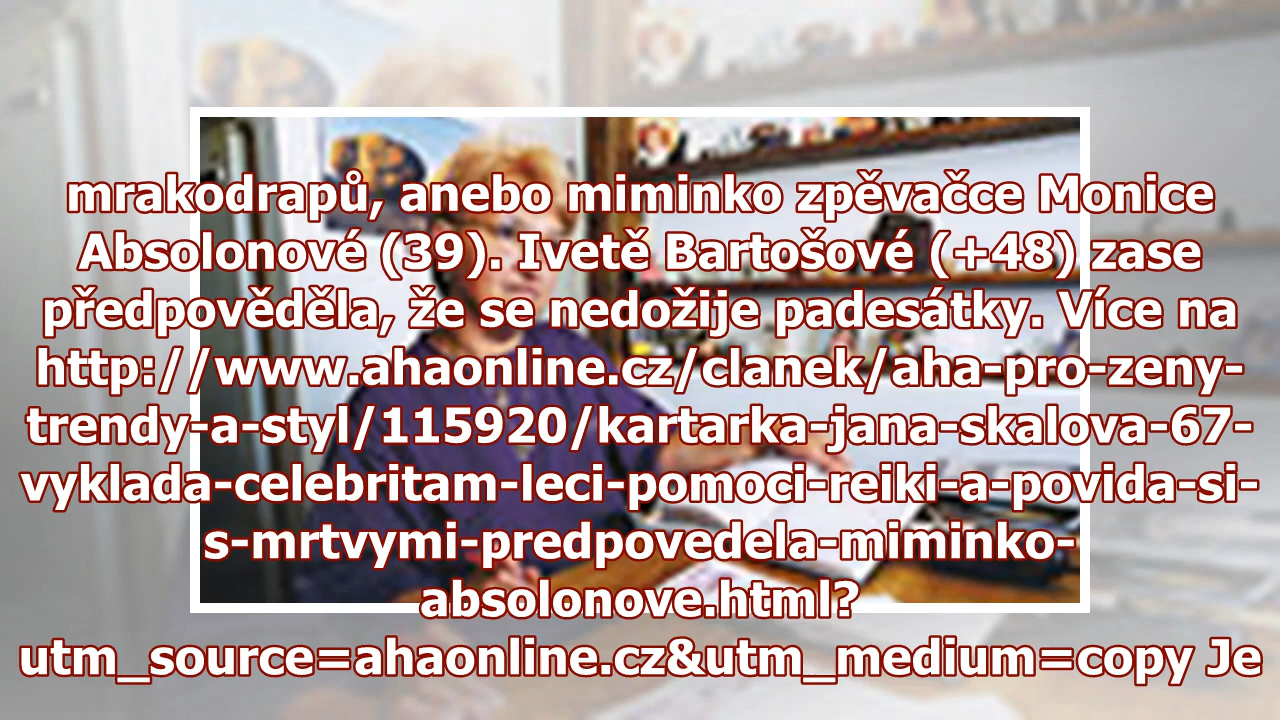 mrakodrapů, anebo miminko zpěvačce Monice
Absolonové (39). Ivetě Bartošové (+48) zase
předpověděla, že se nedožije padesátky. Více na
http://www.ahaonline.cz/clanek/aha-pro-zeny-
trendy-a-styl/115920/kartarka-jana-skalova-67-
vyklada-celebritam-leci-pomoci-reiki-a-povida-si-
s-mrtvymi-predpovedela-miminko-
absolonove.html?
utm_source=ahaonline.cz&utm_medium=copy Je